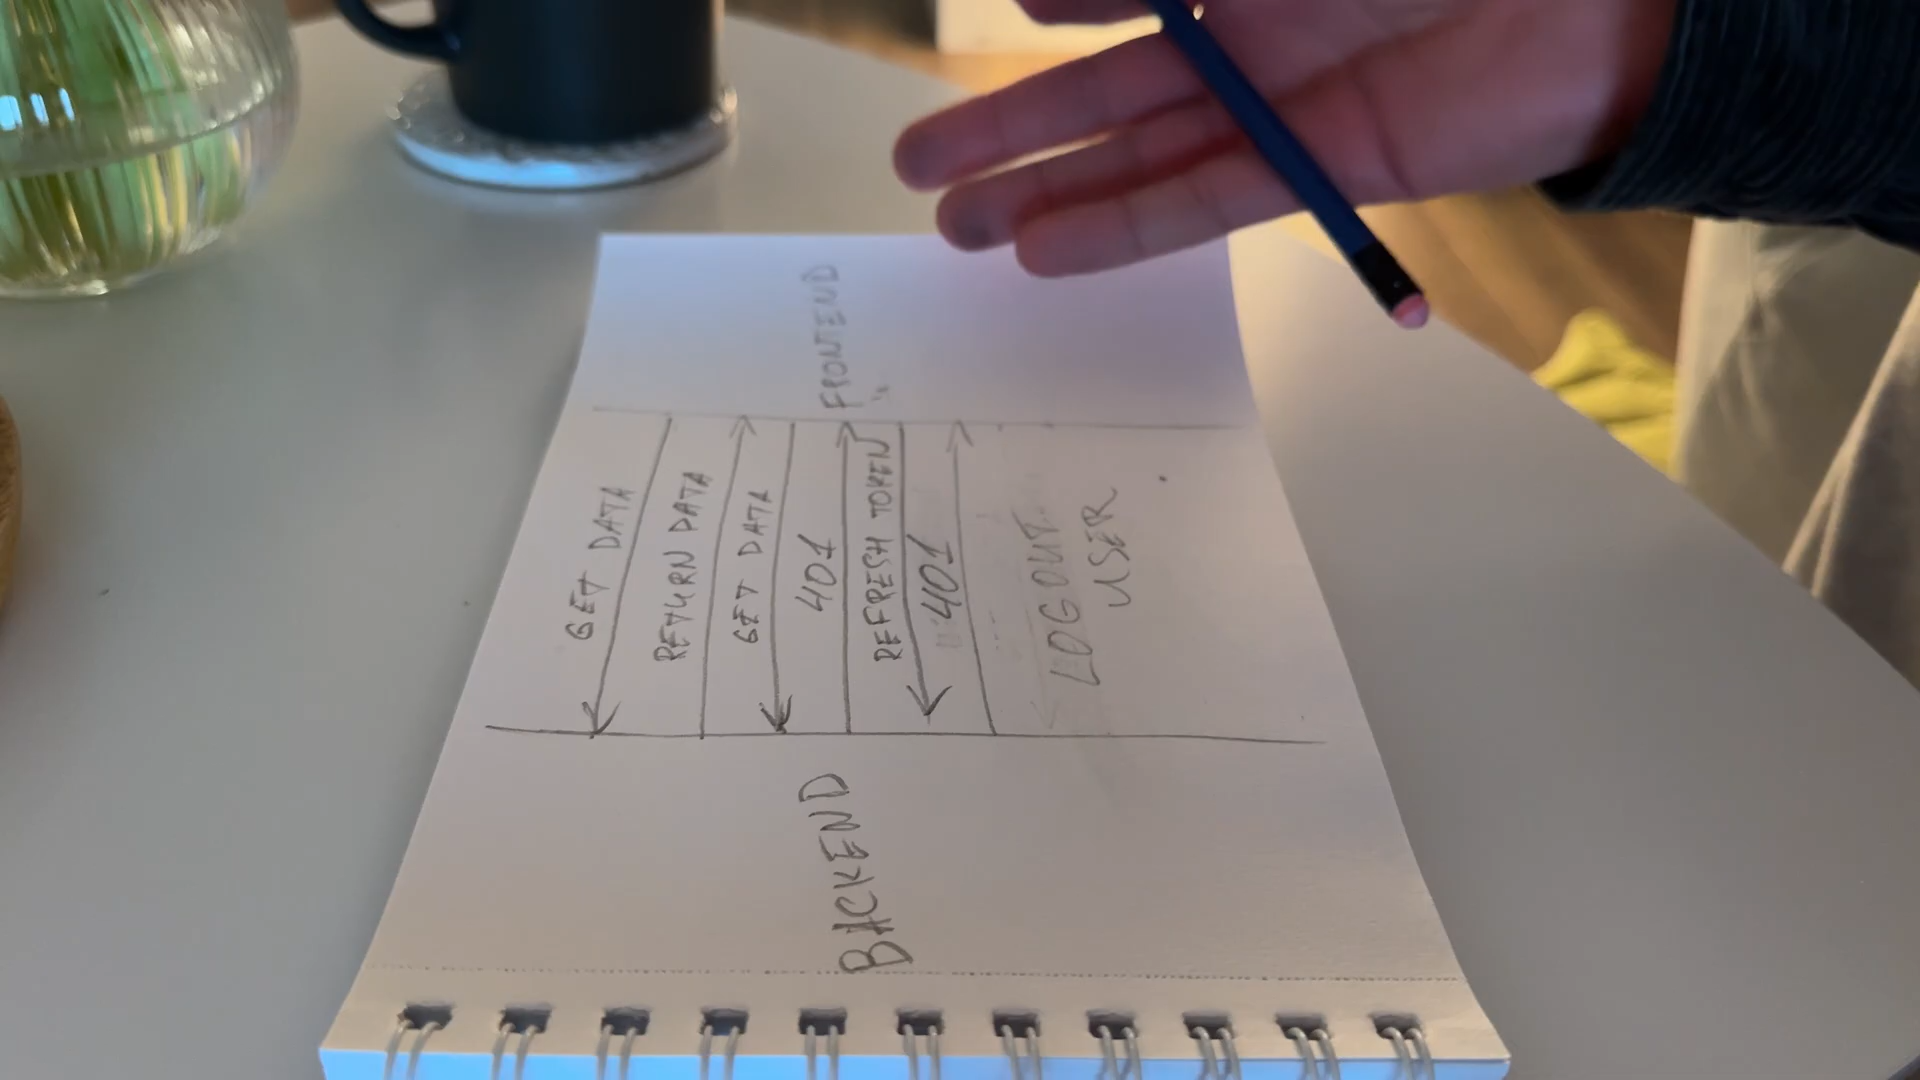 BACKEND
FRONTEND
GET DATA
RETURN DATA
GET DATA
401
REFRESH TOKEN
401
LOGOUT
USER